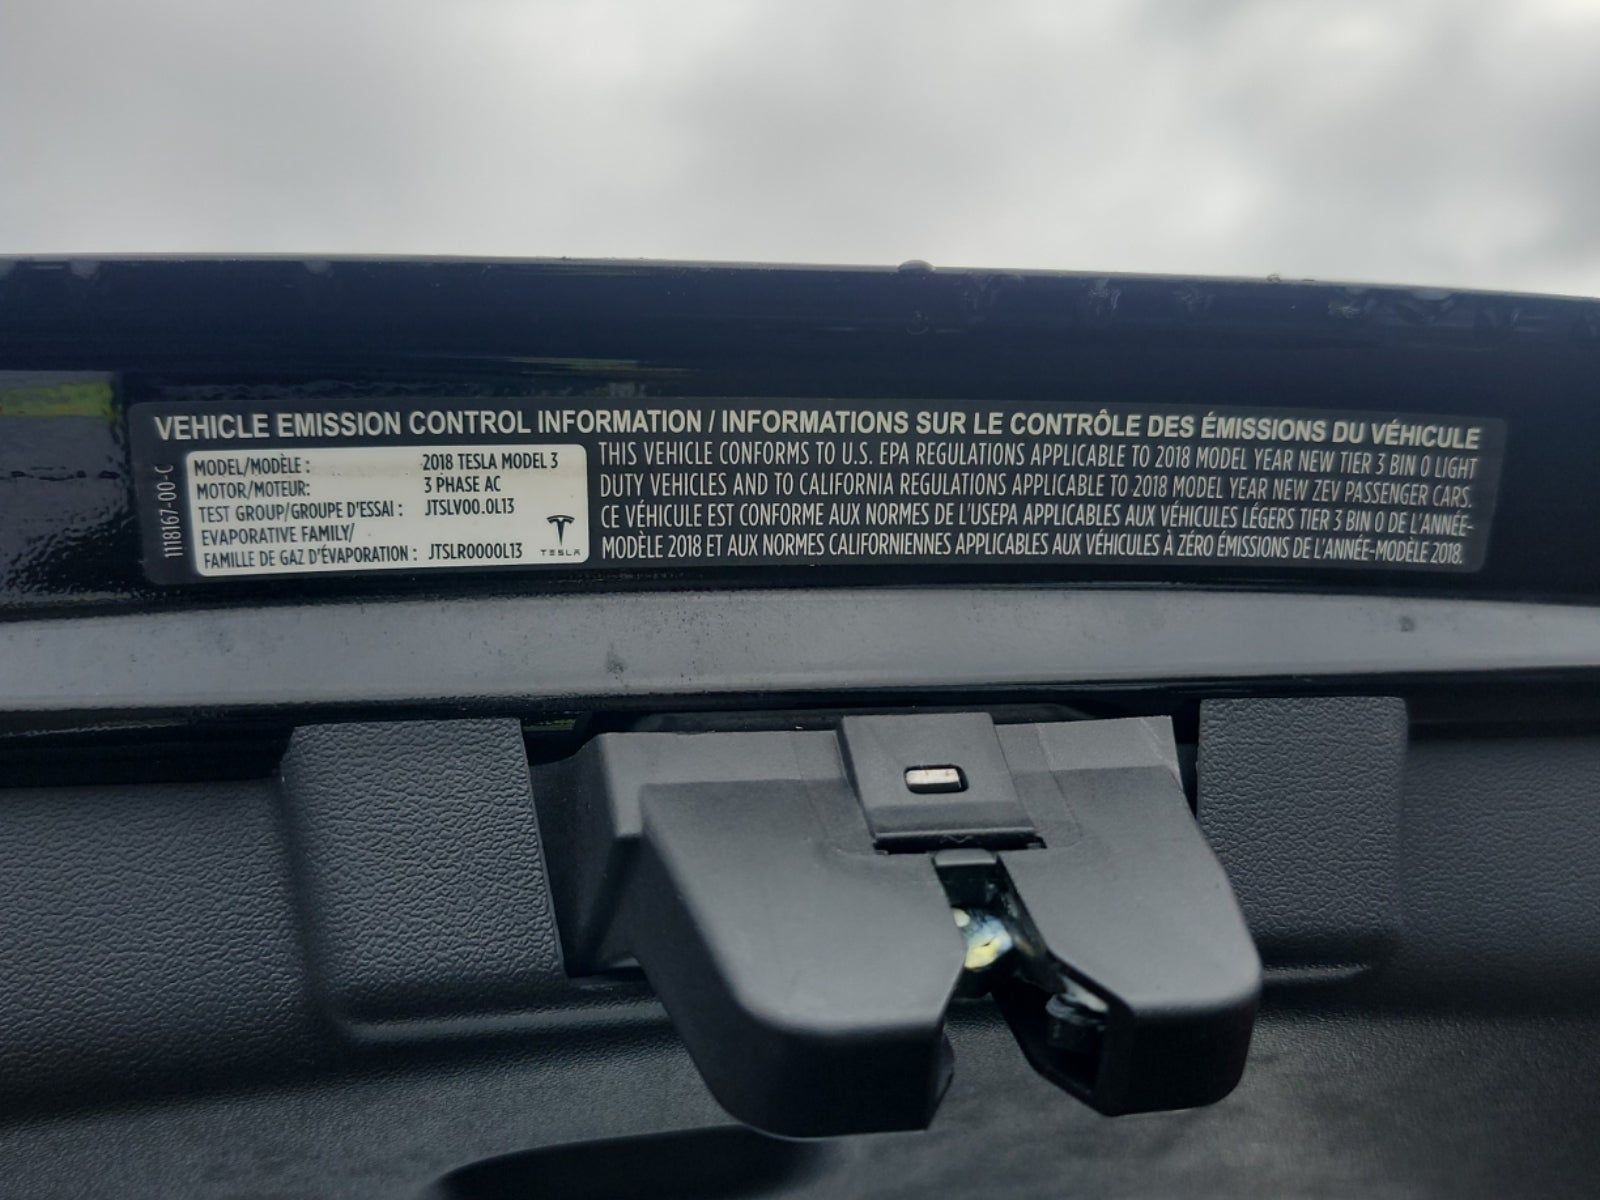 VEHICLE EMISSION CONTROL INFORMATION / INFORMATIONS SUR LE CONTRÔLE DES ÉMISSIONS DU VÉHICULE
1118167-00-C
MODEL/MODÈLE : 2018 TESLA MODEL 3
MOTOR/MOTEUR: 3 PHASE AC
TEST GROUP/GROUPE D'ESSAI : JTSLV00.0L13
EVAPORATIVE FAMILY/
FAMILLE DE GAZ D'ÉVAPORATION : JTSLR0000L13
TESLA
THIS VEHICLE CONFORMS TO U.S. EPA REGULATIONS APPLICABLE TO 2018 MODEL YEAR NEW TIER 3 BIN 0 LIGHT
DUTY VEHICLES AND TO CALIFORNIA REGULATIONS APPLICABLE TO 2018 MODEL YEAR NEW ZEV PASSENGER CARS.
CE VÉHICULE EST CONFORME AUX NORMES DE L'USEPA APPLICABLES AUX VÉHICULES LÉGERS TIER 3 BIN 0 DE L'ANNÉE-
MODÈLE 2018 ET AUX NORMES CALIFORNIENNES APPLICABLES AUX VÉHICULES À ZÉRO ÉMISSIONS DE L'ANNÉE-MODÈLE 2018.